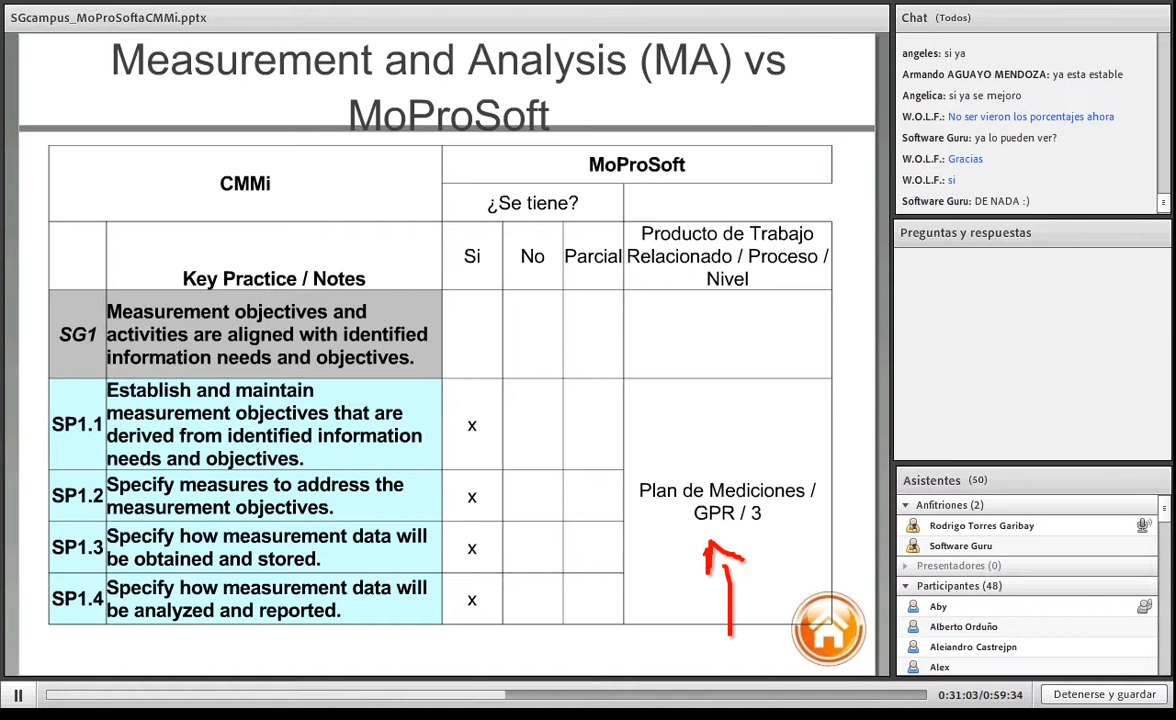 SGcampus_MoProSoftaCMMi.pptx
Measurement and Analysis (MA) vs
MoProSoft
CMMi
MoProSoft
¿Se tiene?
Key Practice / Notes
Si
No
Parcial
Producto de Trabajo
Relacionado / Proceso /
Nivel
SG1
Measurement objectives and
activities are aligned with identified
information needs and objectives.
SP1.1
Establish and maintain
measurement objectives that are
derived from identified information
needs and objectives.
x
SP1.2
Specify measures to address the
measurement objectives.
x
SP1.3
Specify how measurement data will
be obtained and stored.
x
SP1.4
Specify how measurement data will
be analyzed and reported.
x
Plan de Mediciones /
GPR / 3
Chat (Todos)
angeles: si ya
Armando AGUAYO MENDOZA: ya esta estable
Angelica: si ya se mejoro
W.O.L.F.: No ser vieron los porcentajes ahora
Software Guru: ya lo pueden ver?
W.O.L.F.: Gracias
W.O.L.F.: si
Software Guru: DE NADA :)
Preguntas y respuestas
Asistentes (50)
Anfitriones (2)
Rodrigo Torres Garibay
Software Guru
Presentadores (0)
Participantes (48)
Aby
Alberto Orduño
Alejandro Castrejpn
Alex
0:31:03/0:59:34
Detenerse y guardar